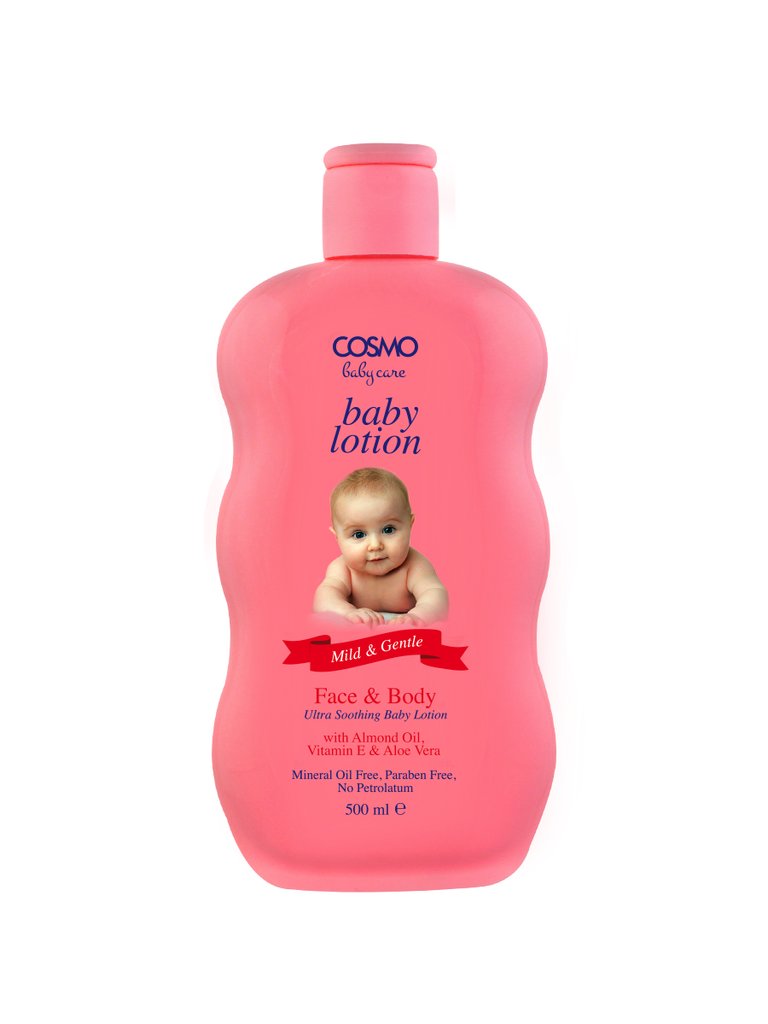 COSMO
baby care
baby
lotion
Mild & Gentle
Face & Body
Ultra Soothing Baby Lotion
with Almond Oil,
Vitamin E & Aloe Vera
Mineral Oil Free, Paraben Free,
No Petrolatum
500 ml ℮